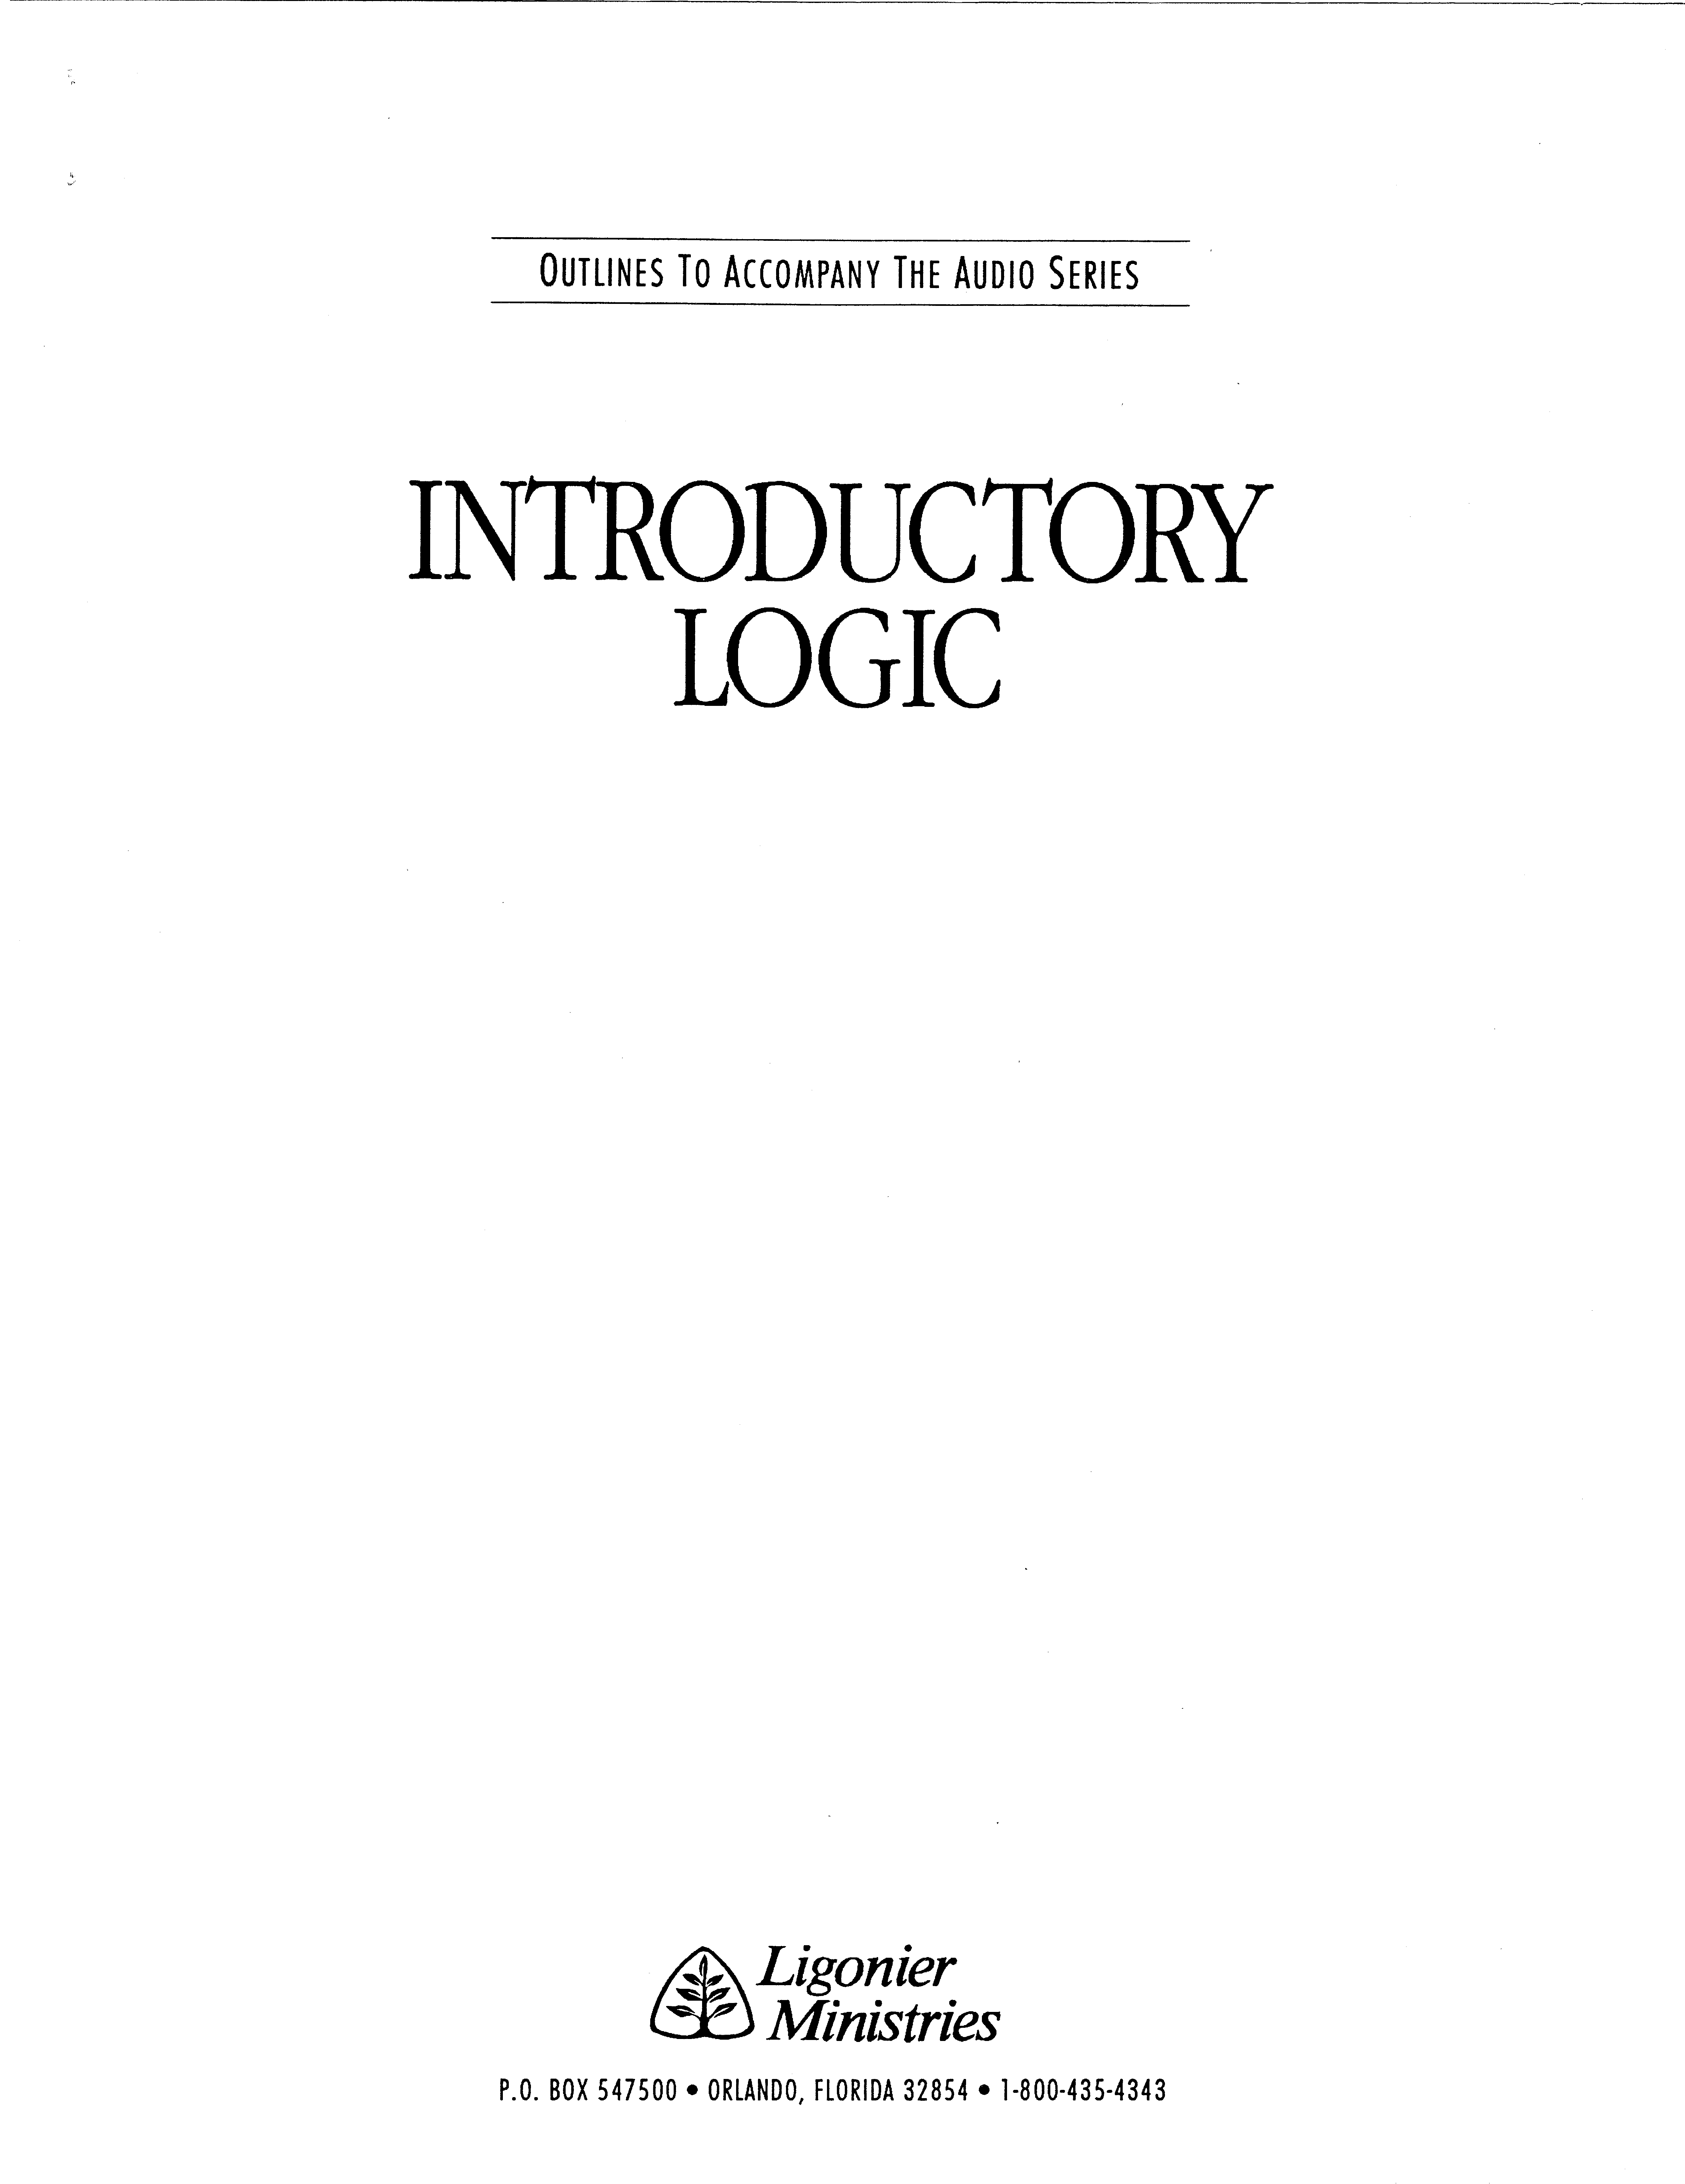 OUTLINES TO ACCOMPANY THE AUDIO SERIES
INTRODUCTORY
LOGIC
Ligonier
Ministries
P.O. BOX 547500 • ORLANDO, FLORIDA 32854 • 1-800-435-4343